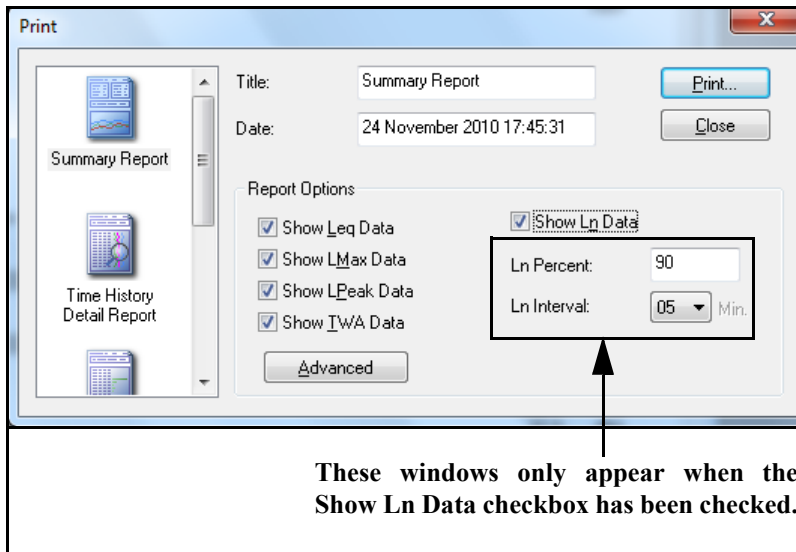 Print
Summary Report
Time History
Detail Report
Title:
Summary Report
Date:
24 November 2010 17:45:31
Print...
Close
Report Options
Show Leq Data
Show LMax Data
Show LPeak Data
Show TWA Data
Advanced
Show Ln Data
Ln Percent:
90
Ln Interval:
05
Min.
These windows only appear when the
Show Ln Data checkbox has been checked.